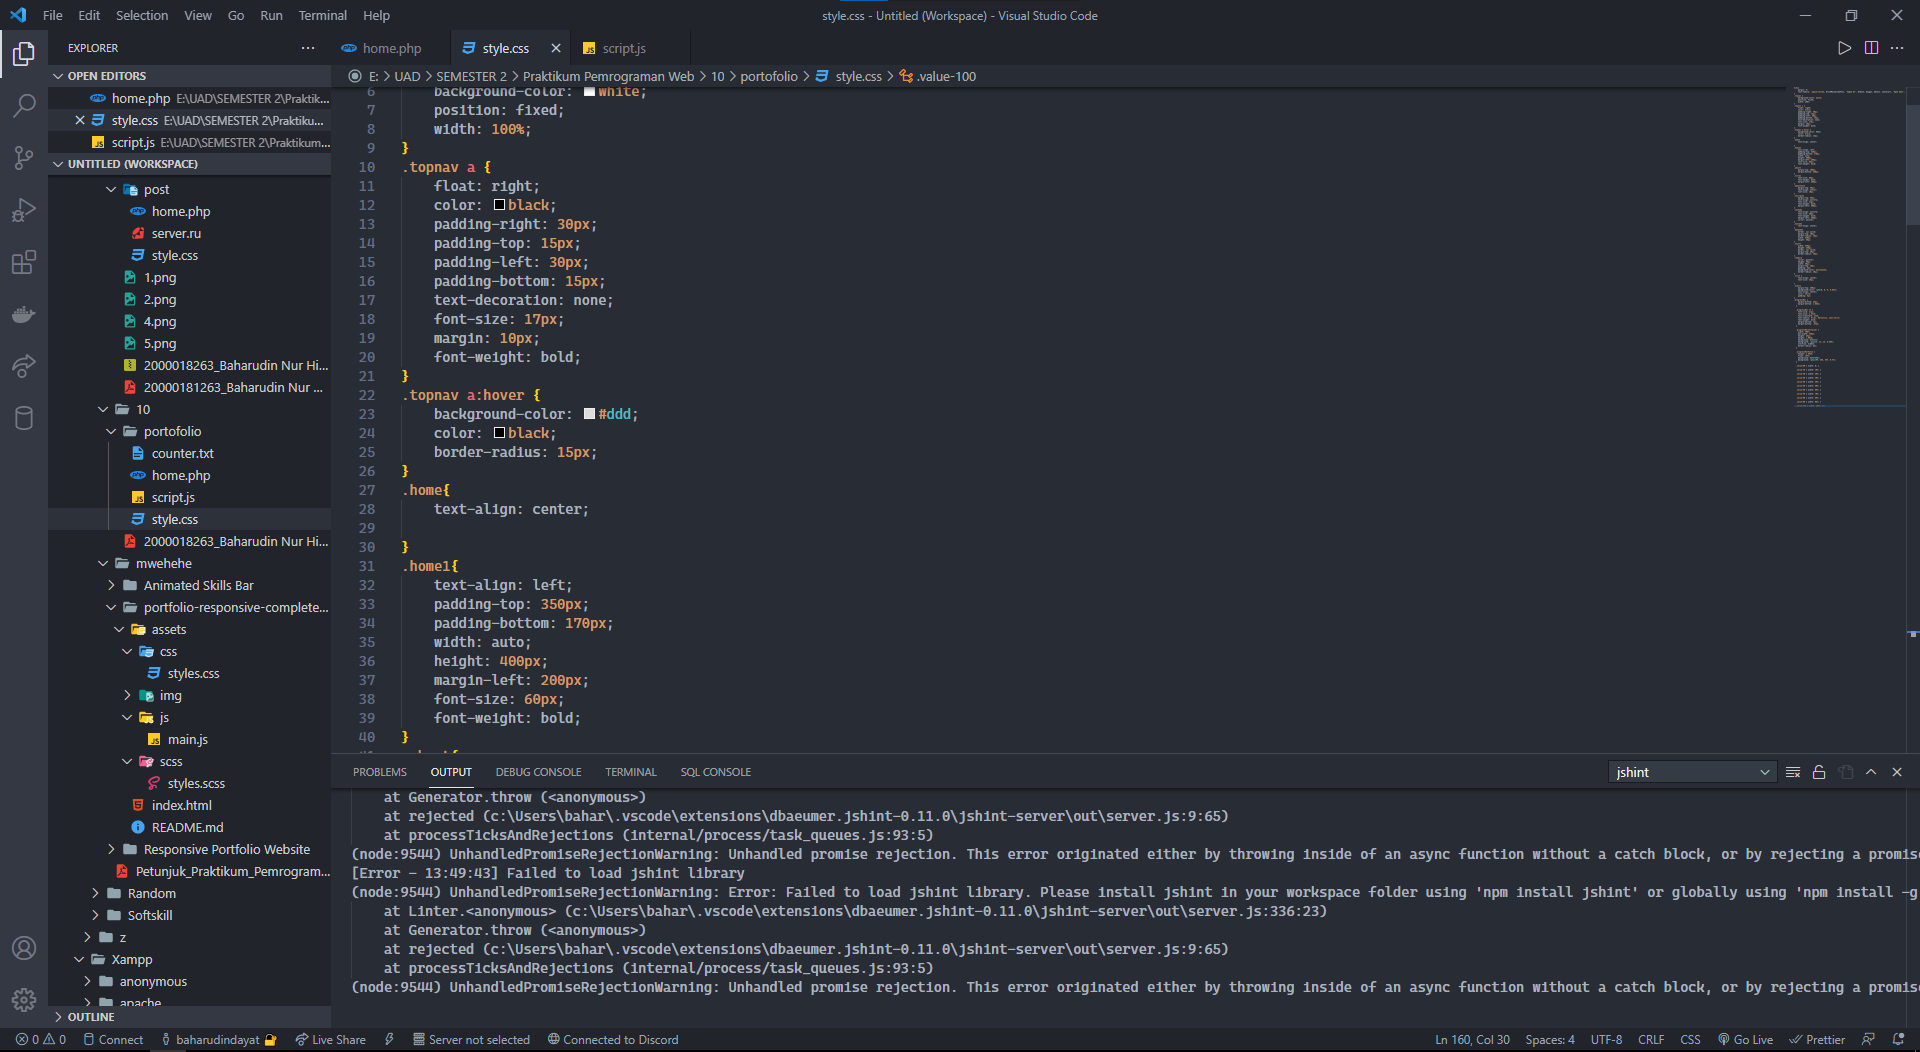 File Edit Selection View Go Run Terminal Help
style.css - Untitled (Workspace) - Visual Studio Code
EXPLORER
OPEN EDITORS
home.php E:\UAD\SEMESTER 2\Praktik...
style.css E:\UAD\SEMESTER 2\Praktiku...
script.js E:\UAD\SEMESTER 2\Praktikum...
UNTITLED (WORKSPACE)
post
home.php
server.ru
style.css
1.png
2.png
4.png
5.png
2000018263_Baharudin Nur Hi...
20000181263_Baharudin Nur ...
10
portofolio
counter.txt
home.php
script.js
style.css
2000018263_Baharudin Nur Hi...
mwehehe
Animated Skills Bar
portfolio-responsive-complete...
assets
css
styles.css
img
js
main.js
scss
styles.scss
index.html
README.md
Responsive Portfolio Website
Petunjuk_Praktikum_Pemrogram...
Random
Softskill
z
Xampp
anonymous
apache
OUTLINE
home.php
style.css
script.js
E: > UAD > SEMESTER 2 > Praktikum Pemrograman Web > 10 > portofolio > style.css > .value-100
6 background-color: white;
7 position: fixed;
8 width: 100%;
9 }
10 .topnav a {
11 float: right;
12 color: black;
13 padding-right: 30px;
14 padding-top: 15px;
15 padding-left: 30px;
16 padding-bottom: 15px;
17 text-decoration: none;
18 font-size: 17px;
19 margin: 10px;
20 font-weight: bold;
21 }
22 .topnav a:hover {
23 background-color: #ddd;
24 color: black;
25 border-radius: 15px;
26 }
27 .home{
28 text-align: center;
29
30 }
31 .home1{
32 text-align: left;
33 padding-top: 350px;
34 padding-bottom: 170px;
35 width: auto;
36 height: 400px;
37 margin-left: 200px;
38 font-size: 60px;
39 font-weight: bold;
40 }
PROBLEMS OUTPUT DEBUG CONSOLE TERMINAL SQL CONSOLE
jshint
at Generator.throw (<anonymous>)
at rejected (c:\Users\bahar\.vscode\extensions\dbaeumer.jshint-0.11.0\jshint-server\out\server.js:9:65)
at processTicksAndRejections (internal/process/task_queues.js:93:5)
(node:9544) UnhandledPromiseRejectionWarning: Unhandled promise rejection. This error originated either by throwing inside of an async function without a catch block, or by rejecting a promis
[Error - 13:49:43] Failed to load jshint library
(node:9544) UnhandledPromiseRejectionWarning: Error: Failed to load jshint library. Please install jshint in your workspace folder using 'npm install jshint' or globally using 'npm install -g
at Linter.<anonymous> (c:\Users\bahar\.vscode\extensions\dbaeumer.jshint-0.11.0\jshint-server\out\server.js:336:23)
at Generator.throw (<anonymous>)
at rejected (c:\Users\bahar\.vscode\extensions\dbaeumer.jshint-0.11.0\jshint-server\out\server.js:9:65)
at processTicksAndRejections (internal/process/task_queues.js:93:5)
(node:9544) UnhandledPromiseRejectionWarning: Unhandled promise rejection. This error originated either by throwing inside of an async function without a catch block, or by rejecting a promis
0 0 Connect baharudindayat Live Share Server not selected Connected to Discord
Ln 160, Col 30 Spaces: 4 UTF-8 CRLF CSS Go Live Prettier